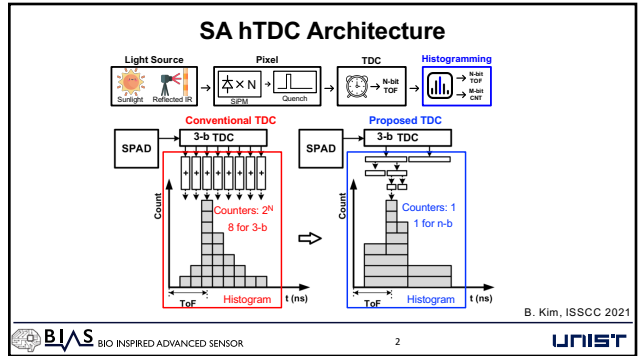 SA hTDC Architecture
Light Source
Pixel
TDC
Histogramming
Sunlight
Reflected IR
× N
SiPM
Quench
N-bit
TOF
N-bit
TOF
M-bit
CNT
Conventional TDC
SPAD
3-b TDC
+ + + + + + + +
Count
Counters: 2ᴺ
8 for 3-b
ToF
Histogram
t (ns)
Proposed TDC
SPAD
3-b TDC
Count
Counters: 1
1 for n-b
ToF
Histogram
t (ns)
B. Kim, ISSCC 2021
BIAS BIO INSPIRED ADVANCED SENSOR
2
UNIST